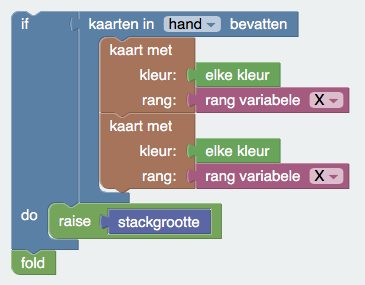 if kaarten in hand bevatten
kaart met
kleur: elke kleur
rang: rang variabele X
kaart met
kleur: elke kleur
rang: rang variabele X
do raise stackgrootte
fold